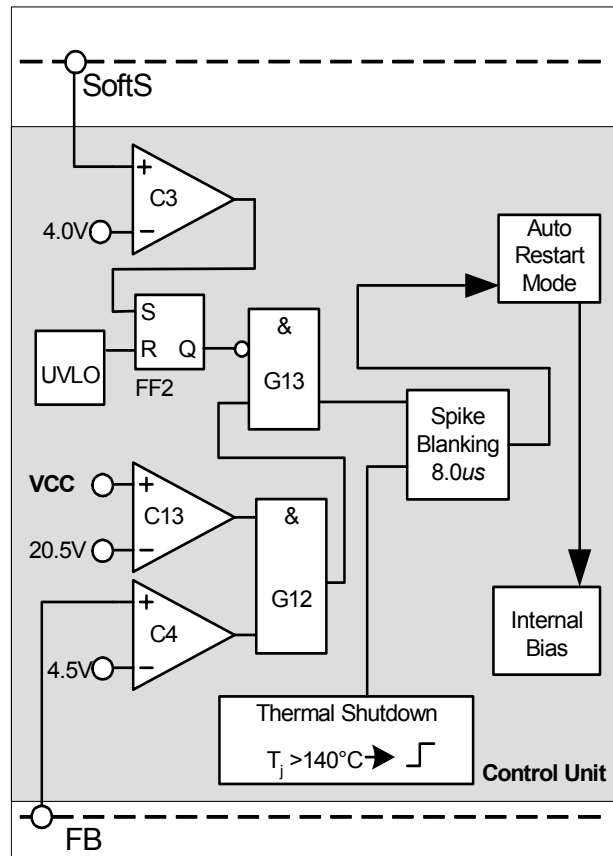 SoftS
+
C3
4.0V
−
Auto
Restart
Mode
S
R Q
FF2
UVLO
&
G13
Spike
Blanking
8.0us
VCC
+
C13
20.5V
−
&
G12
+
C4
4.5V
−
Internal
Bias
Thermal Shutdown
Tj >140°C
Control Unit
FB